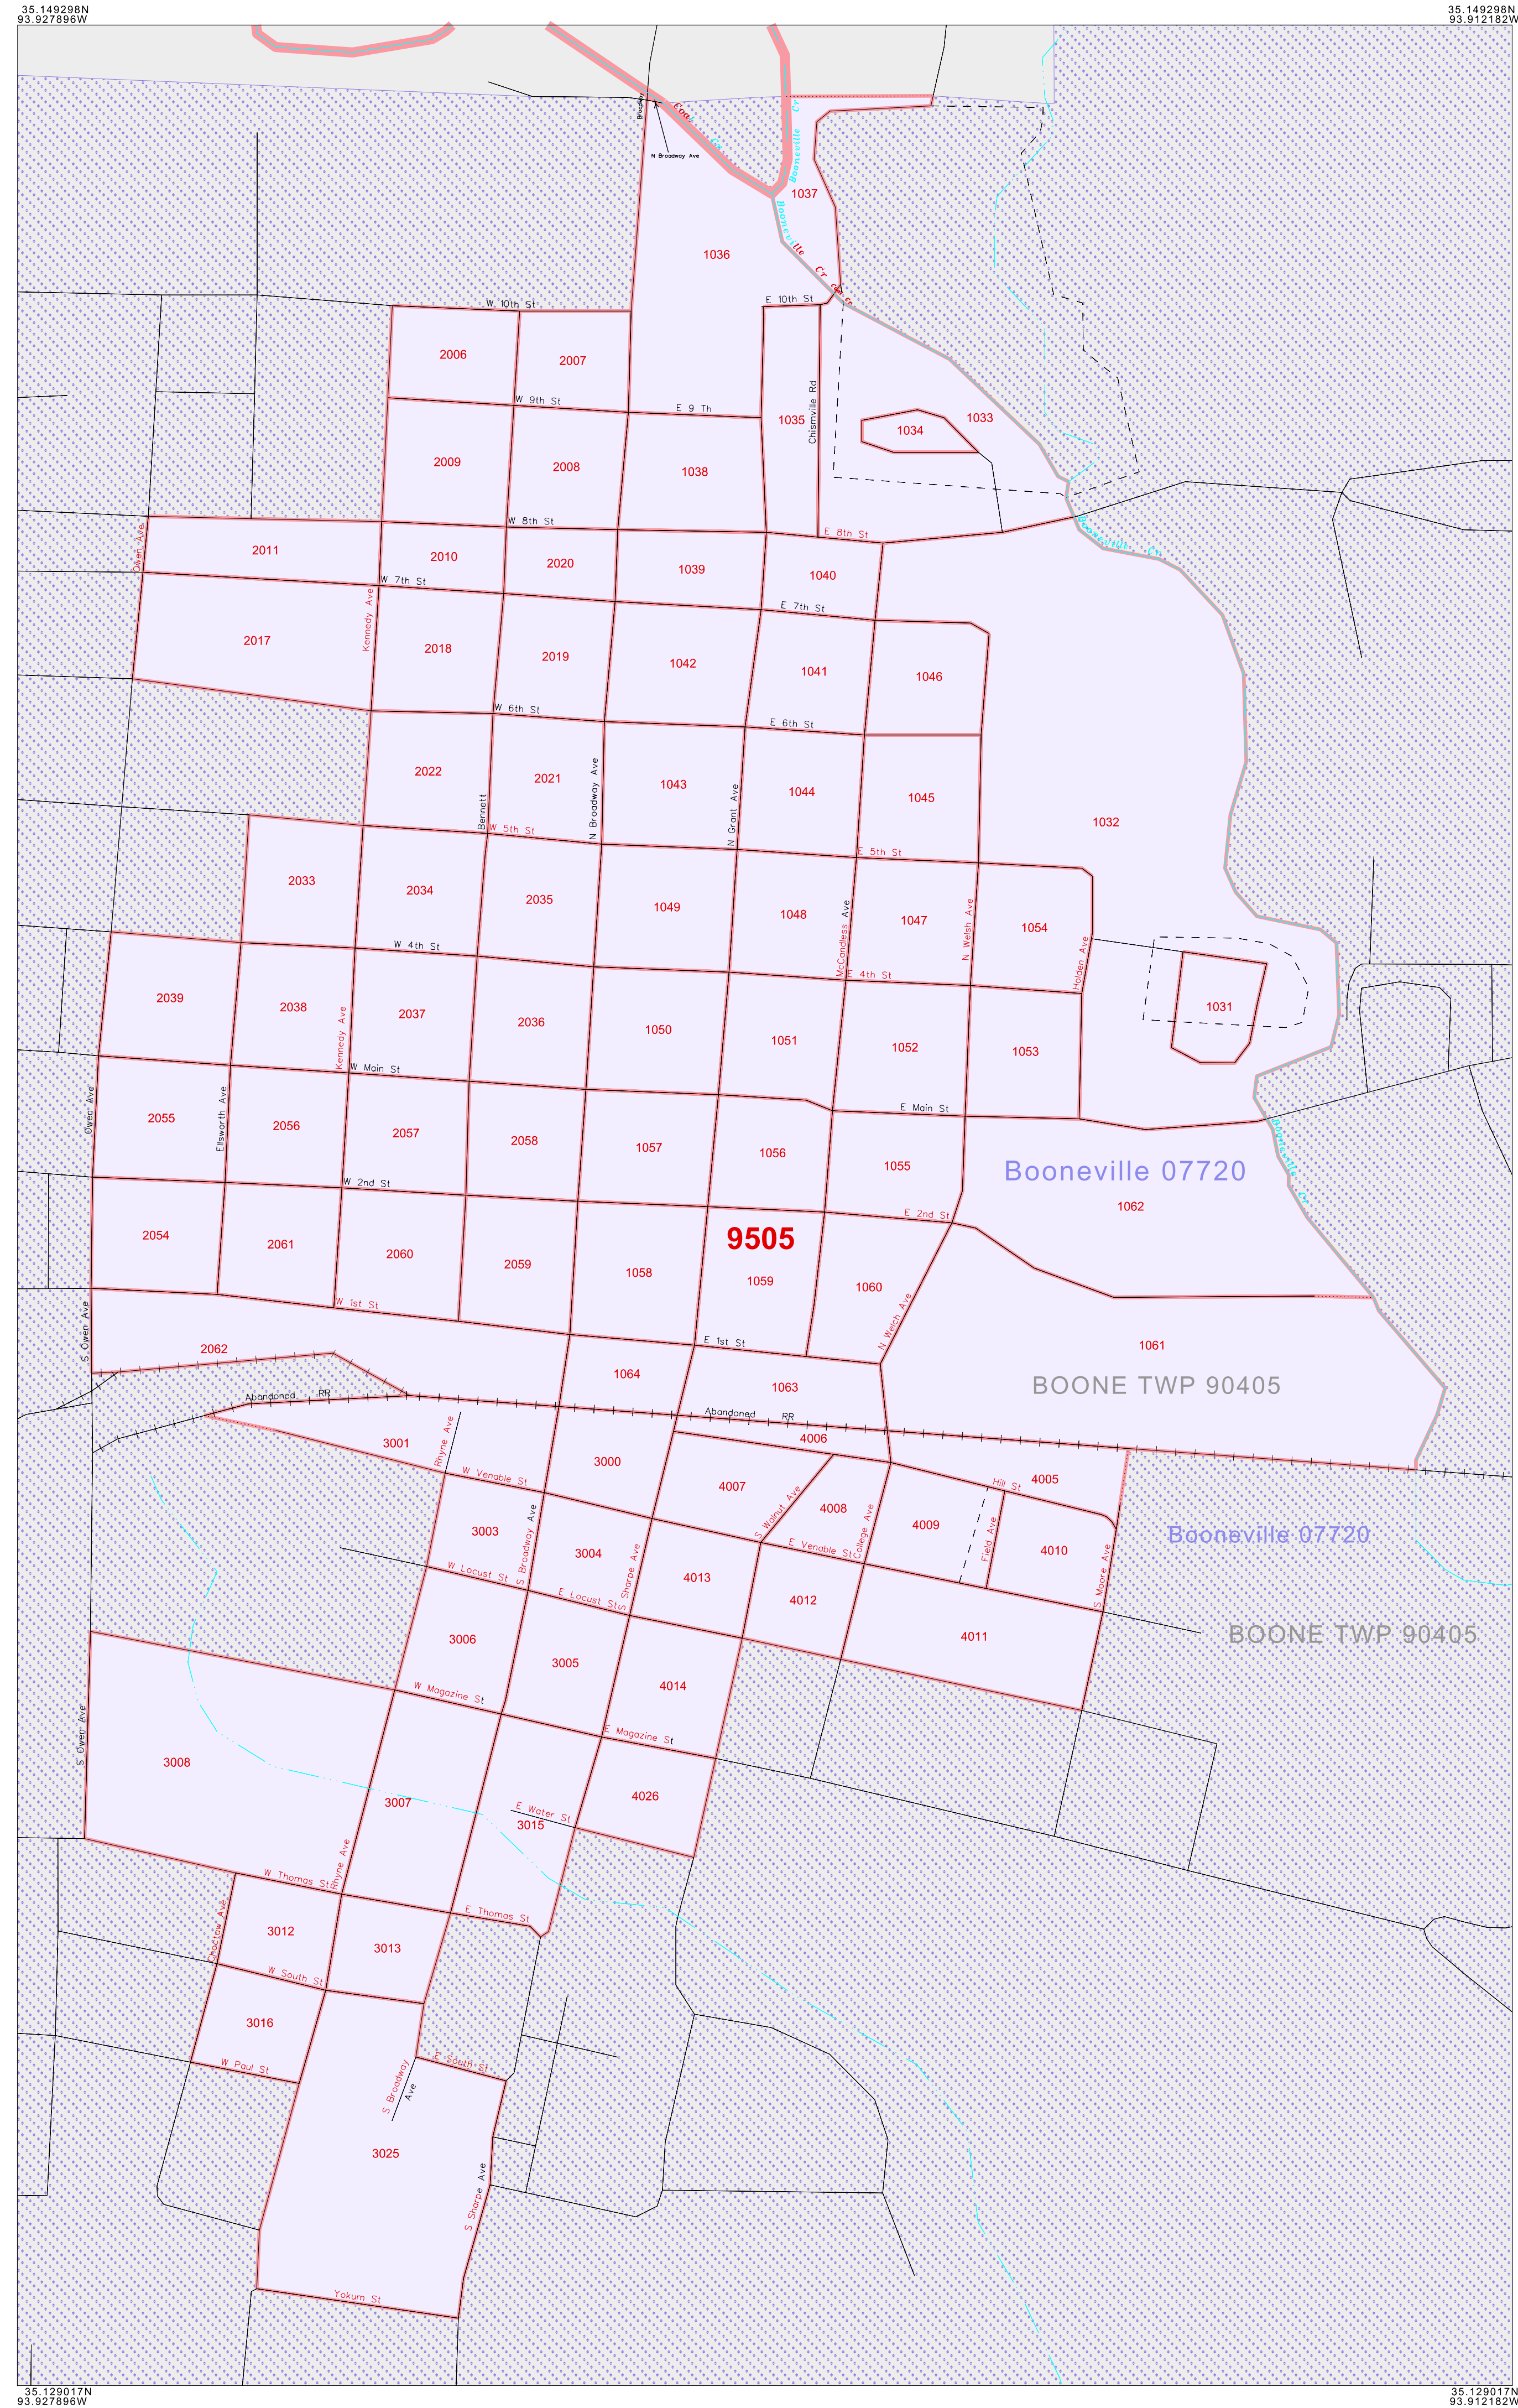 35.149298N
93.927896W
35.149298N
93.912182W
Broadway
N Broadway Ave
Coal Cr
Booneville Cr
1037
Booneville Cr
1036
W 10th St
E 10th St
2006
2007
1035
Chismville Rd
W 9th St
E 9 Th
1034
1033
2009
2008
1038
W 8th St
E 8th St
Booneville Cr
Owen Ave
2011
2010
2020
1039
1040
W 7th St
E 7th St
Kennedy Ave
2017
2018
2019
1042
1041
1046
W 6th St
E 6th St
2022
2021
1043
1044
1045
Bennett
N Broadway Ave
N Grant Ave
1032
W 5th St
E 5th St
2033
2034
2035
1049
1048
1047
1054
McCandless Ave
N Welsh Ave
Holden Ave
W 4th St
E 4th St
2039
2038
2037
2036
1050
1051
1052
1053
1031
Kennedy Ave
W Main St
E Main St
Owen Ave
Ellsworth Ave
2055
2056
2057
2058
1057
1056
1055
Booneville Cr
Booneville 07720
W 2nd St
E 2nd St
1062
2054
2061
2060
2059
1058
9505
1059
1060
N Welch Ave
W 1st St
E 1st St
S Owen Ave
2062
1064
1063
1061
BOONE TWP 90405
Abandoned RR
Abandoned RR
Rhyne Ave
3001
3000
4006
4005
W Venable St
4007
S Walnut Ave
4008
College Ave
4009
Hill St
Field Ave
4010
Booneville 07720
3003
S Broadway Ave
3004
S Sharpe Ave
4013
E Venable St
4012
S Moore Ave
W Locust St
E Locust St
4011
BOONE TWP 90405
3006
3005
4014
W Magazine St
E Magazine St
S Owen Ave
3008
3007
4026
E Water St
3015
Rhyne Ave
W Thomas St
E Thomas St
Choctaw Ave
3012
3013
W South St
3016
W Paul St
E South St
S Broadway Ave
3025
S Sharpe Ave
Yokum St
35.129017N
93.927896W
35.129017N
93.912182W